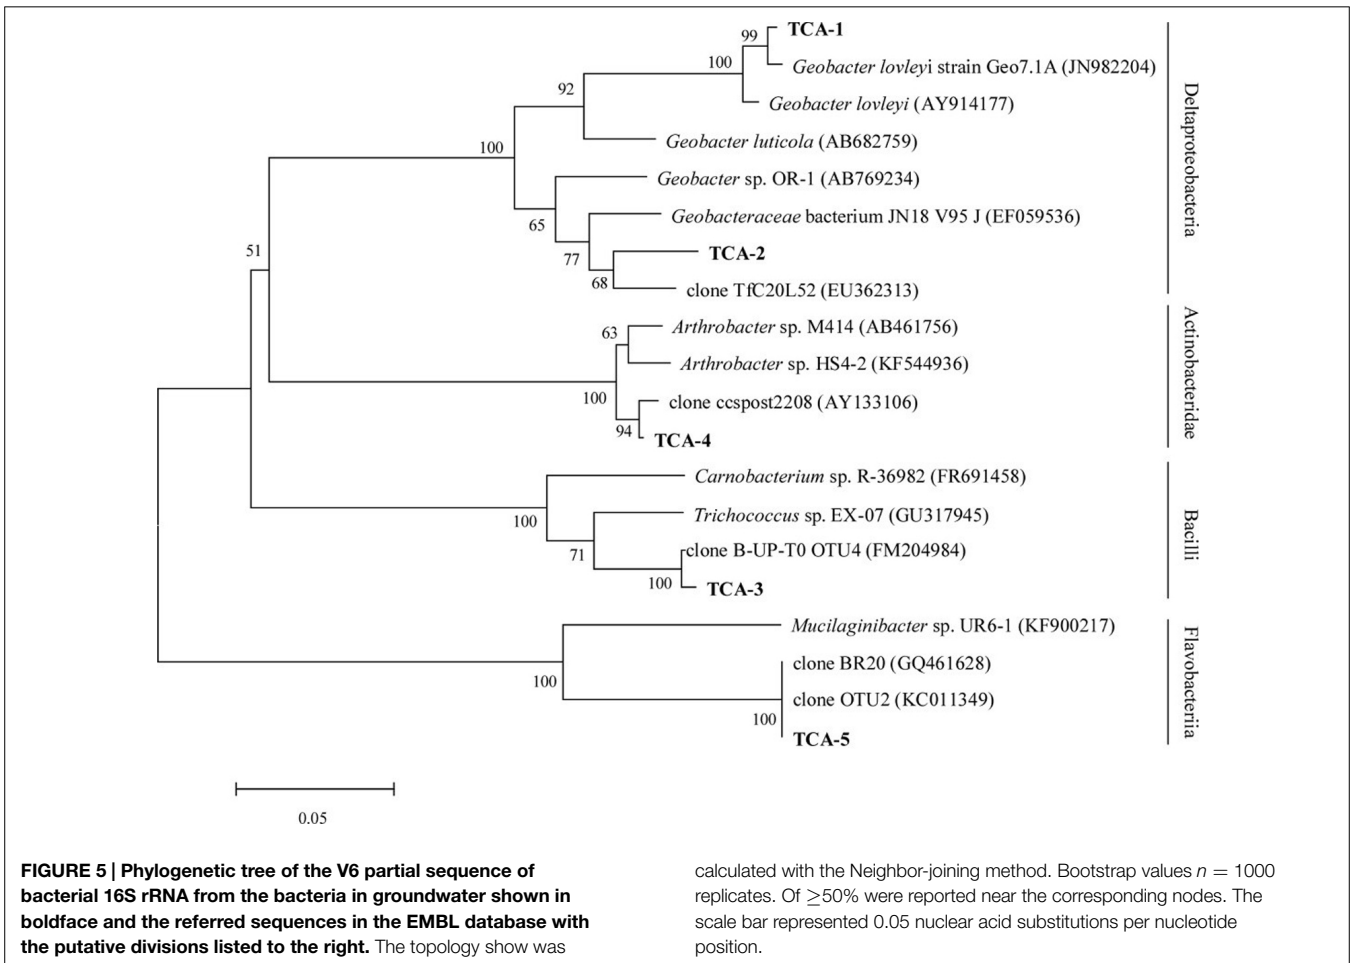 99
TCA-1
Geobacter lovleyi strain Geo7.1A (JN982204)
100
Geobacter lovleyi (AY914177)
92
Geobacter luticola (AB682759)
100
Geobacter sp. OR-1 (AB769234)
65
Geobacteraceae bacterium JN18 V95 J (EF059536)
77
TCA-2
68
clone TfC20L52 (EU362313)
Deltaproteobacteria
51
63
Arthrobacter sp. M414 (AB461756)
Arthrobacter sp. HS4-2 (KF544936)
100
clone ccspost2208 (AY133106)
94
TCA-4
Actinobacteridae
Carnobacterium sp. R-36982 (FR691458)
100
Trichococcus sp. EX-07 (GU317945)
71
clone B-UP-T0 OTU4 (FM204984)
100
TCA-3
Bacilli
Mucilaginibacter sp. UR6-1 (KF900217)
100
clone BR20 (GQ461628)
clone OTU2 (KC011349)
100
TCA-5
Flavobacteriia
0.05
FIGURE 5 | Phylogenetic tree of the V6 partial sequence of
bacterial 16S rRNA from the bacteria in groundwater shown in
boldface and the referred sequences in the EMBL database with
the putative divisions listed to the right. The topology show was
calculated with the Neighbor-joining method. Bootstrap values n = 1000
replicates. Of ≥50% were reported near the corresponding nodes. The
scale bar represented 0.05 nuclear acid substitutions per nucleotide
position.